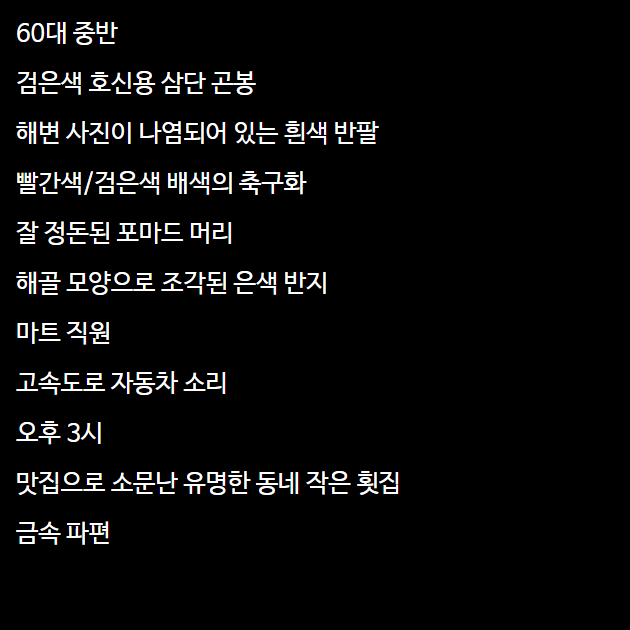 60대 중반
검은색 호신용 삼단 곤봉
해변 사진이 나염되어 있는 흰색 반팔
빨간색/검은색 배색의 축구화
잘 정돈된 포마드 머리
해골 모양으로 조각된 은색 반지
마트 직원
고속도로 자동차 소리
오후 3시
맛집으로 소문난 유명한 동네 작은 횟집
금속 파편